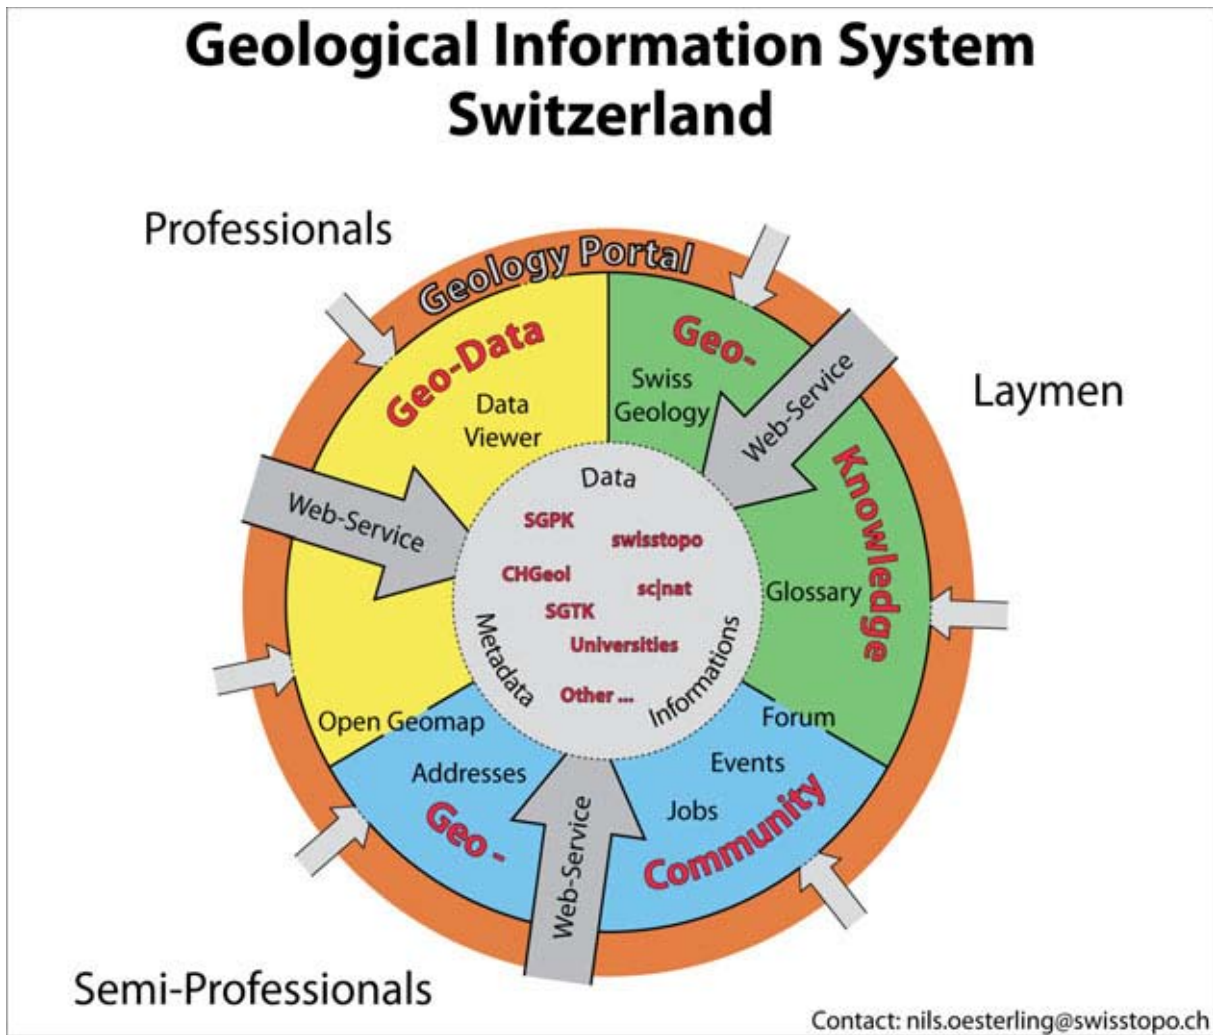 Geological Information System
Switzerland
Professionals
Laymen
Semi-Professionals
Geology Portal
Geo-Data
Data
Viewer
Web-Service
Open Geomap
Geo-
Knowledge
Swiss
Geology
Web-Service
Glossary
Forum
Data
SGPK
swisstopo
CHGeol
sc|nat
SGTK
Universities
Other ...
Metadata
Informations
Addresses
Events
Jobs
Geo -
Community
Web-Service
Contact: nils.oesterling@swisstopo.ch